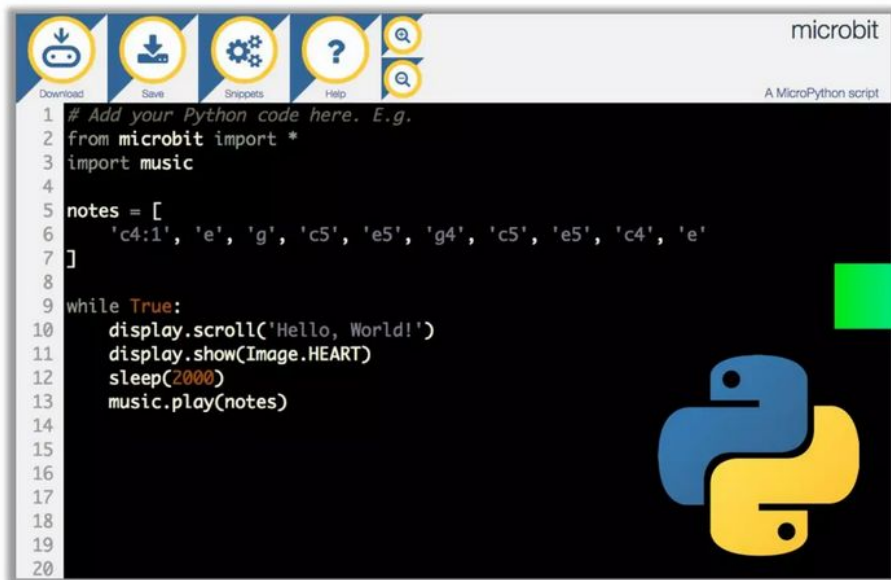 microbit
Download
Save
Snippets
?
Help
A MicroPython script
1 # Add your Python code here. E.g.
2 from microbit import *
3 import music
4
5 notes = [
6     'c4:1', 'e', 'g', 'c5', 'e5', 'g4', 'c5', 'e5', 'c4', 'e'
7 ]
8
9 while True:
10     display.scroll('Hello, World!')
11     display.show(Image.HEART)
12     sleep(2000)
13     music.play(notes)
14
15
16
17
18
19
20